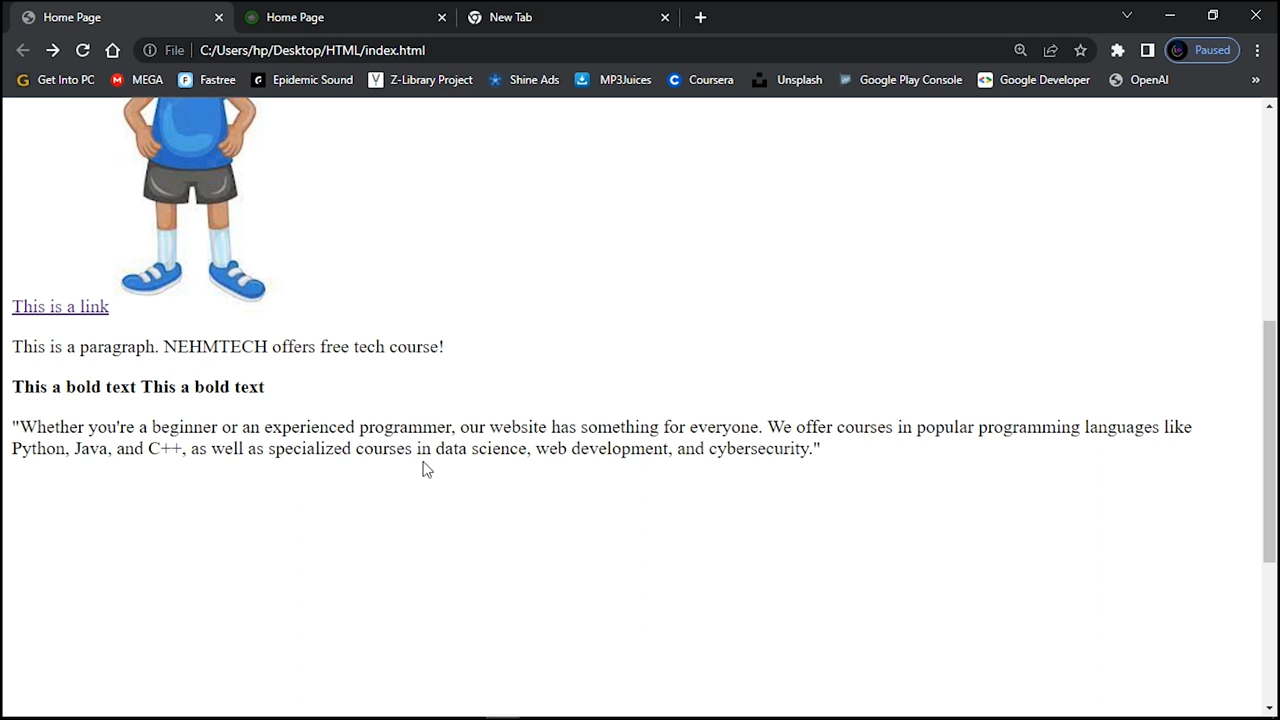 Home Page
Home Page
New Tab
File
C:/Users/hp/Desktop/HTML/index.html
Paused
Get Into PC
MEGA
Fastree
Epidemic Sound
Z-Library Project
Shine Ads
MP3Juices
Coursera
Unsplash
Google Play Console
Google Developer
OpenAI
»
This is a link
This is a paragraph. NEHMTECH offers free tech course!
This a bold text This a bold text
"Whether you're a beginner or an experienced programmer, our website has something for everyone. We offer courses in popular programming languages like
Python, Java, and C++, as well as specialized courses in data science, web development, and cybersecurity."